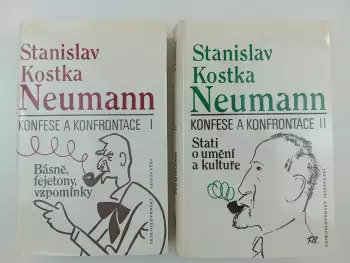 Stanislav
Kostka
Neumann
KONFESE A KONFRONTACE I
Básně,
fejetony,
vzpomínky
ČESKOSLOVENSKÝ SPISOVATEL
Stanislav
Kostka
Neumann
KONFESE A KONFRONTACE II
Stati
o umění
a kultuře
ČESKOSLOVENSKÝ SPISOVATEL